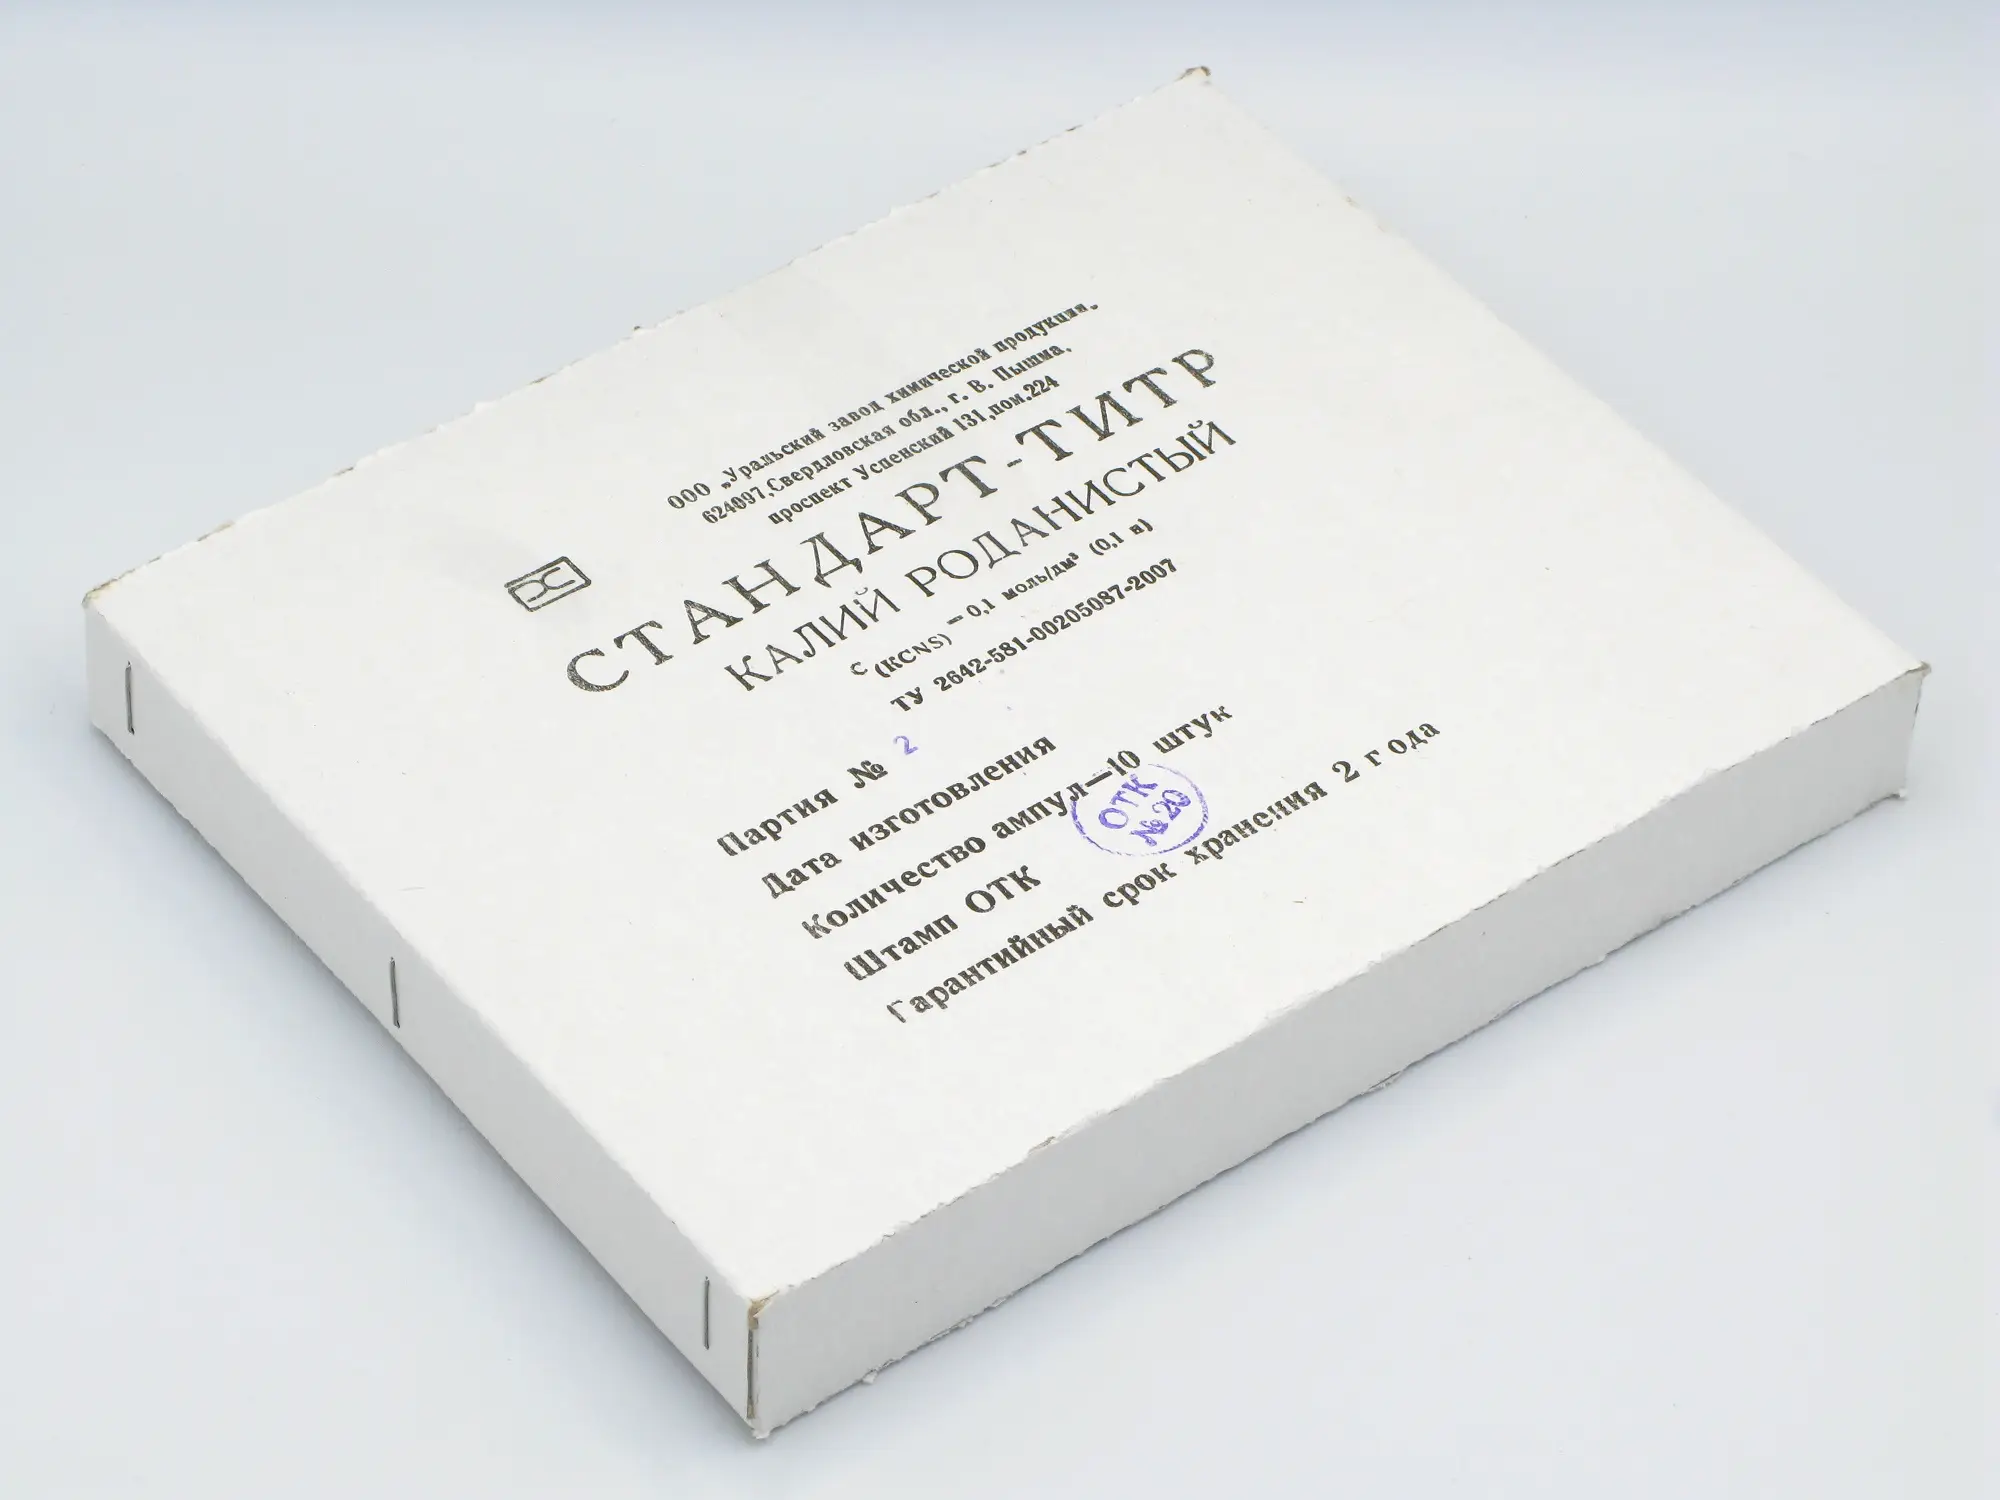 ООО „Уральский завод химической продукции„
624097,Свердловская обл., г. В. Пышма,
проспект Успенский 131,пом.224
СТАНДАРТ-ТИТР
КАЛИЙ РОДАНИСТЫЙ
С (KCNS) – 0,1 моль/дм³ (0,1 н)
ТУ 2642-581-00205087-2007
Партия № 2
Дата изготовления
Количество ампул—10 штук
Штамп ОТК
ОТК
№20
Гарантийный срок хранения 2 года